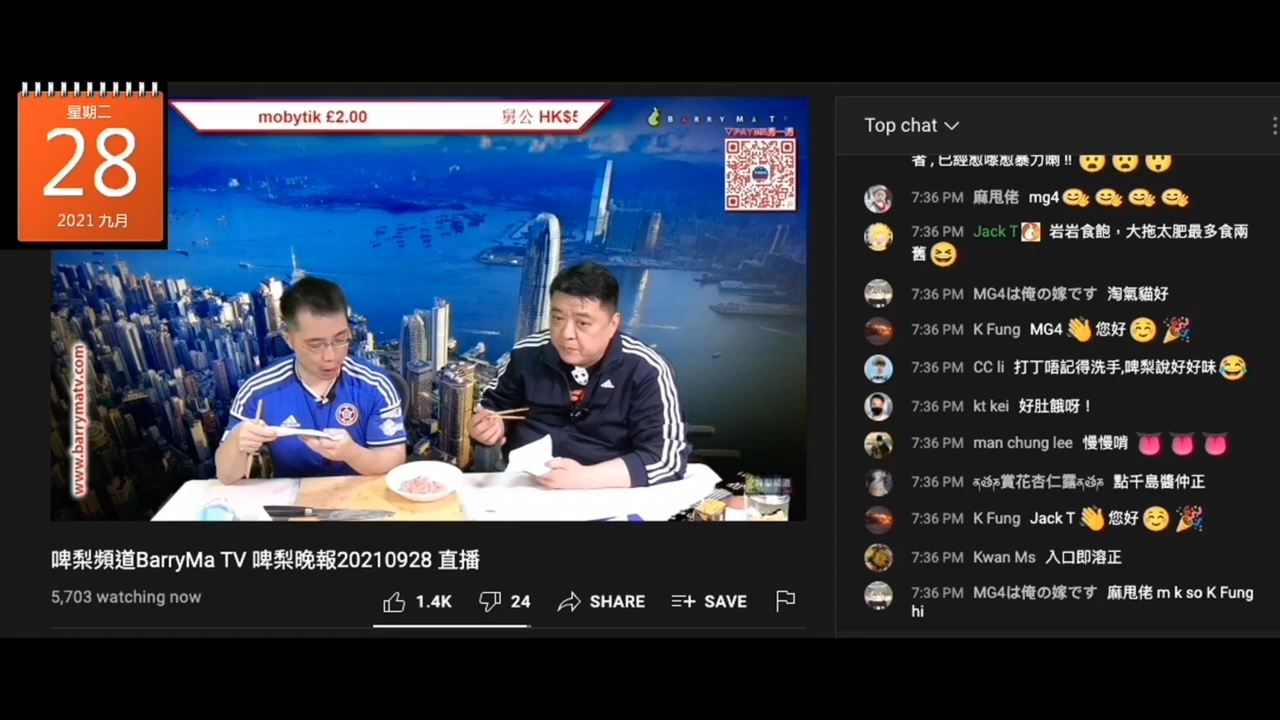 星期二
28
2021 九月
mobytik £2.00
舅公 HK$5
BARRY MA T
www.barrymatv.com
啤梨頻道BarryMa TV 啤梨晚報20210928 直播
5,703 watching now
1.4K
24
SHARE
SAVE
Top chat
者 , 已經愈嚟愈暴力喇 !!
7:36 PM 麻甩佬 mg4
7:36 PM Jack T 岩岩食飽，大拖太肥最多食兩
舊
7:36 PM MG4は俺の嫁です 淘氣貓好
7:36 PM K Fung MG4 您好
7:36 PM CC li 打丁唔記得洗手,啤梨說好好味
7:36 PM kt kei 好肚餓呀！
7:36 PM man chung lee 慢慢啃
7:36 PM 賞花杏仁露 點千島醬仲正
7:36 PM K Fung Jack T 您好
7:36 PM Kwan Ms 入口即溶正
7:36 PM MG4は俺の嫁です 麻甩佬 m k so K Fung
hi